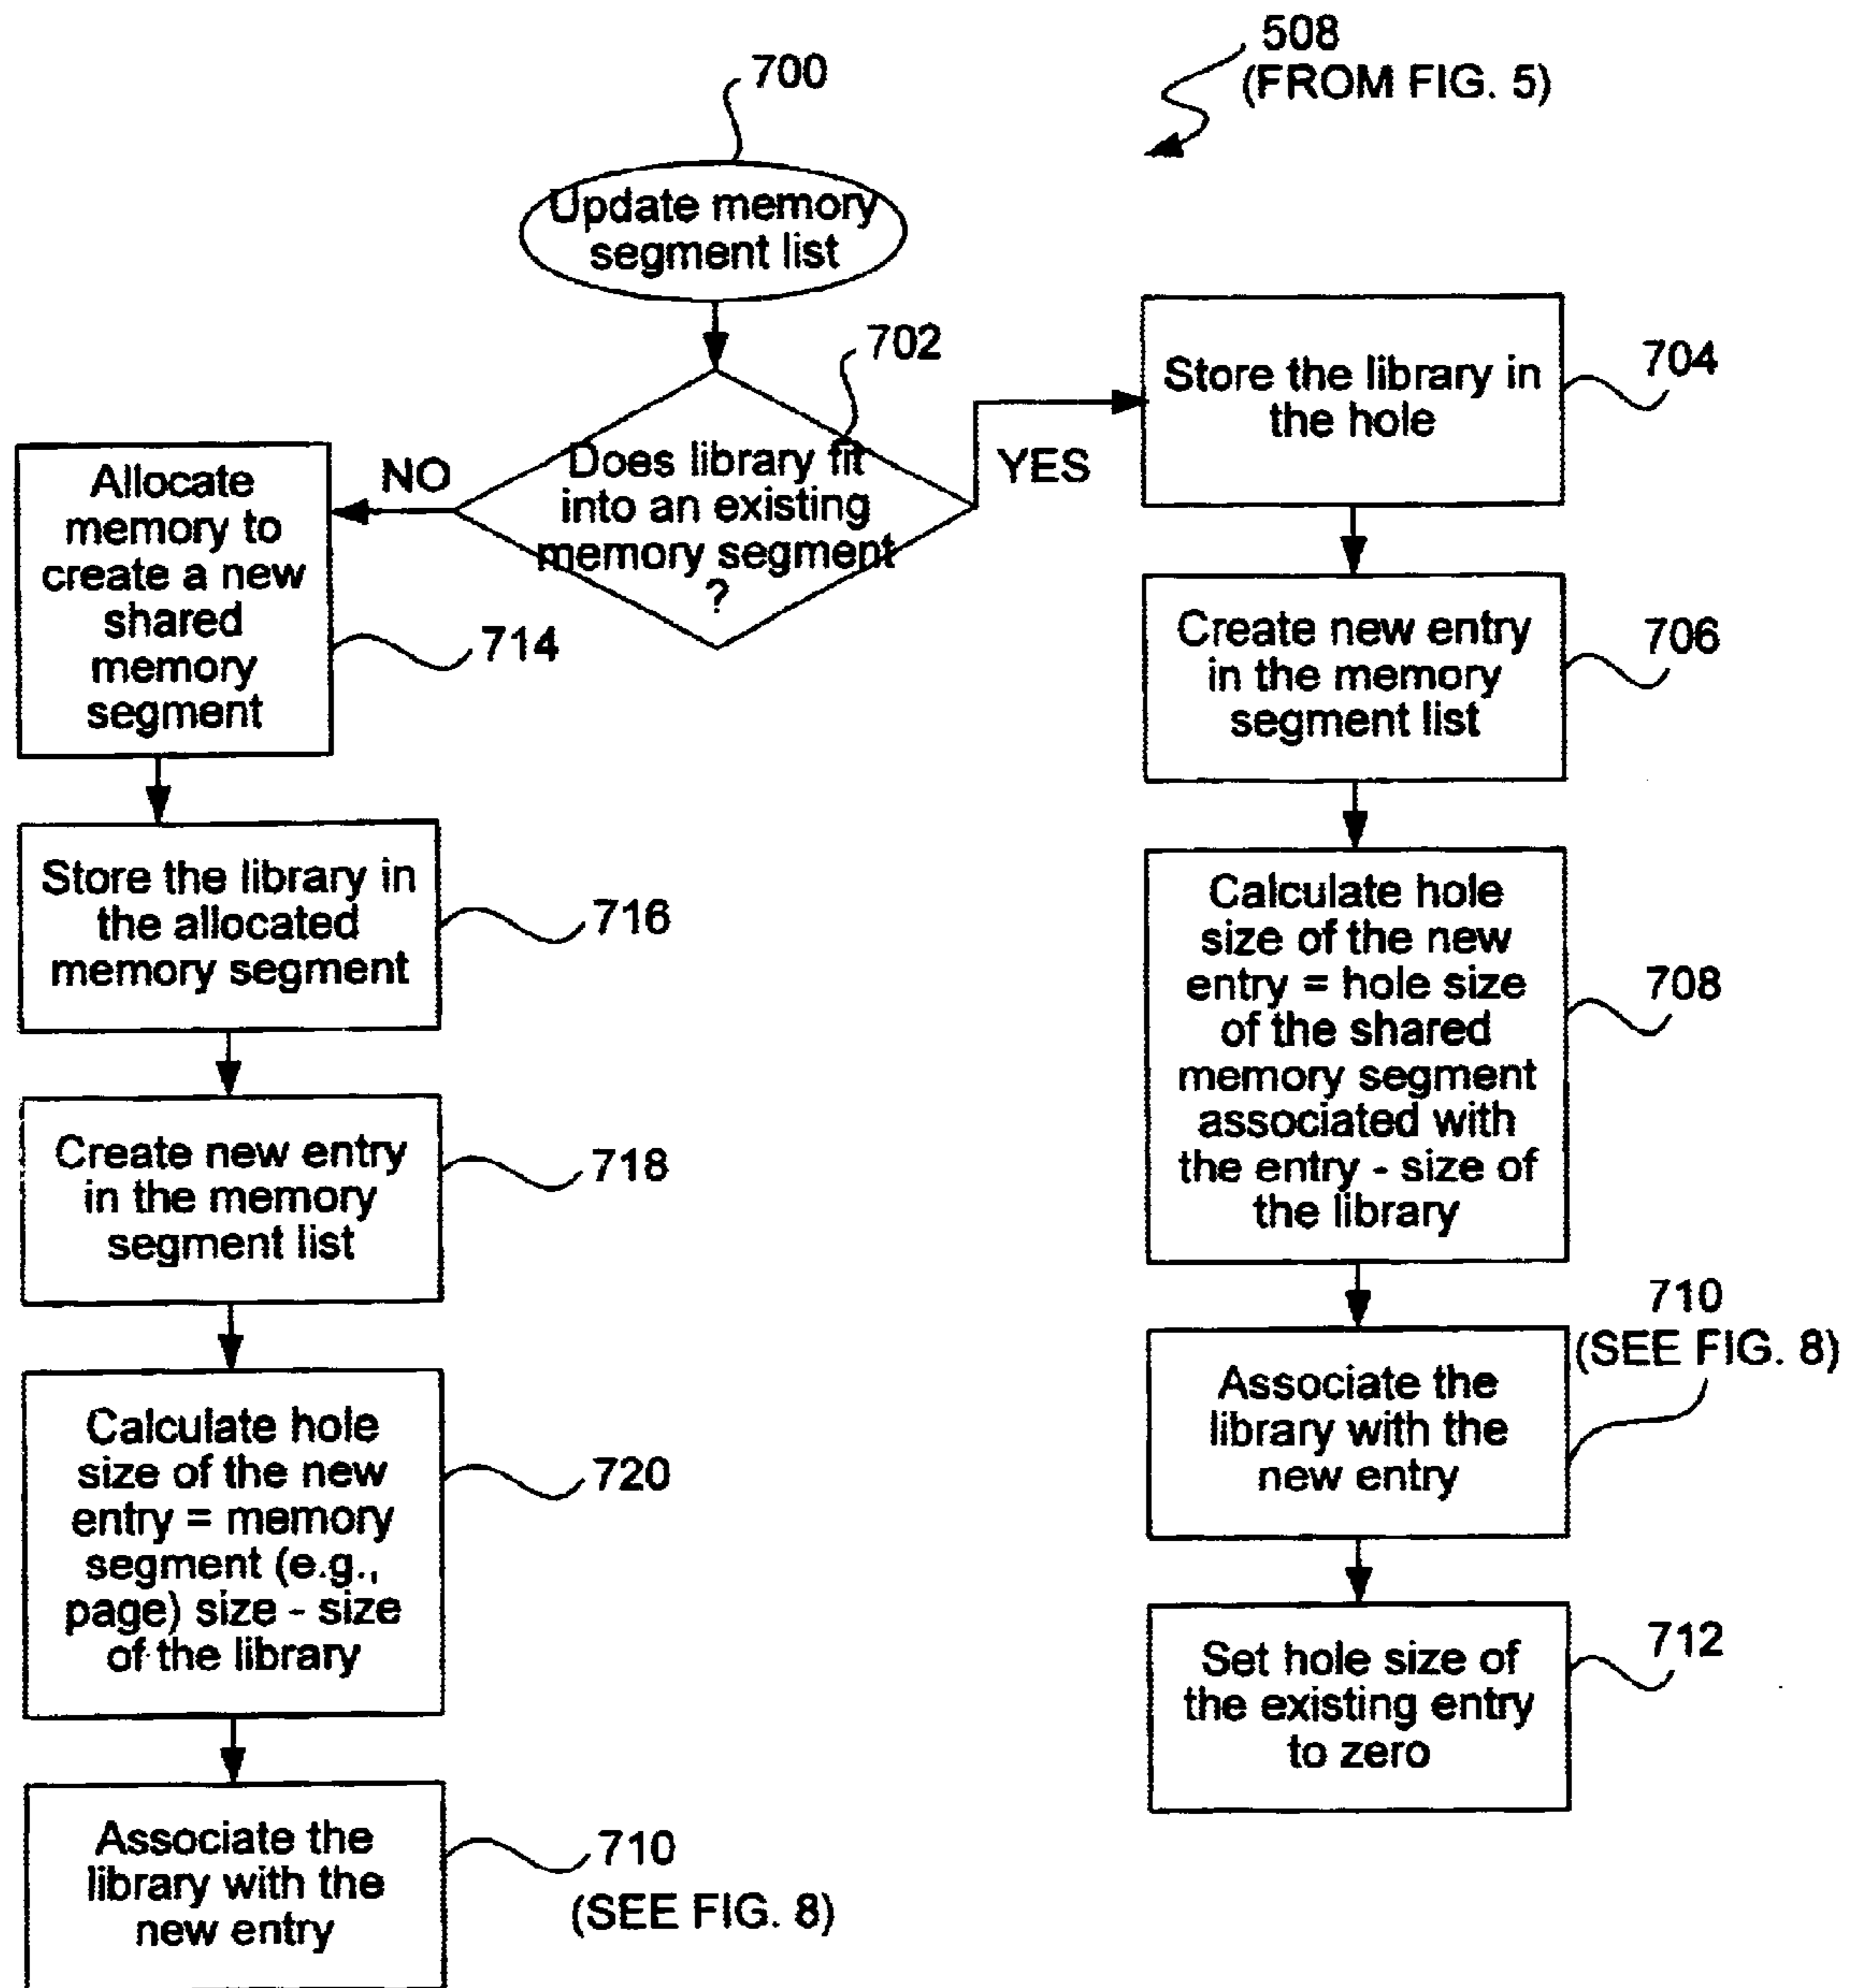 508
(FROM FIG. 5)
700
Update memory
segment list
702
Does library fit
into an existing
memory segment
?
NO
YES
Store the library in
the hole
704
Create new entry
in the memory
segment list
706
Calculate hole
size of the new
entry = hole size
of the shared
memory segment
associated with
the entry - size of
the library
708
Associate the
library with the
new entry
710
(SEE FIG. 8)
Set hole size of
the existing entry
to zero
712
Allocate
memory to
create a new
shared
memory
segment
714
Store the library in
the allocated
memory segment
716
Create new entry
in the memory
segment list
718
Calculate hole
size of the new
entry = memory
segment (e.g.,
page) size - size
of the library
720
Associate the
library with the
new entry
710
(SEE FIG. 8)